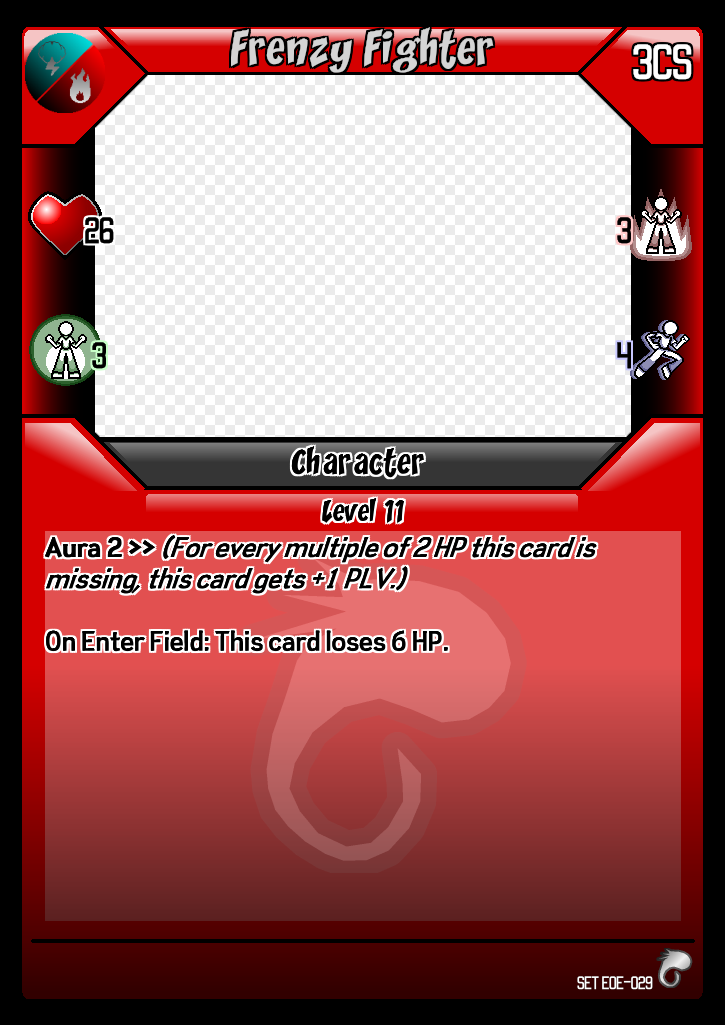 Frenzy Fighter
3CS
26
3
3
4
Character
Level 11
Aura 2 >> (For every multiple of 2 HP this card is
missing, this card gets +1 PLV.)
On Enter Field: This card loses 6 HP.
SET EOE-029